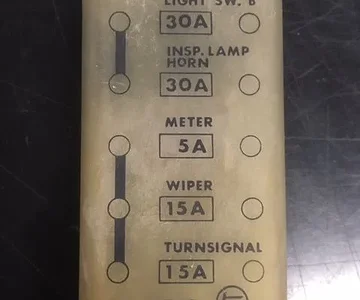 LIGHT SW. B
30A
INSP. LAMP
HORN
30A
METER
5A
WIPER
15A
TURNSIGNAL
15A